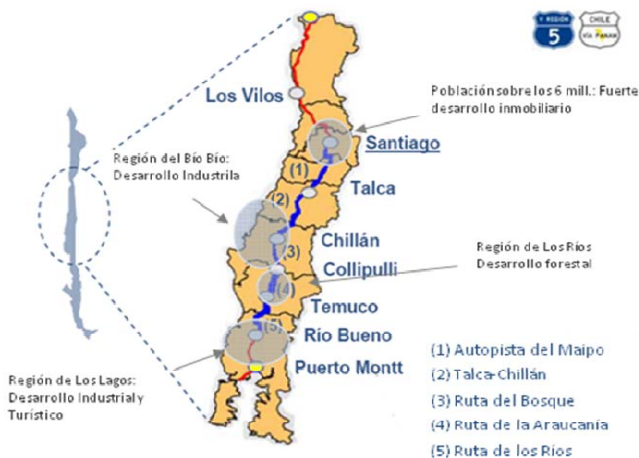 V REGIÓN
5
CHILE
VÍA PANAM
Los Vilos
Población sobre los 6 mill.: Fuerte
desarrollo inmobiliario
Santiago
Región del Bío Bío:
Desarrollo Industrila
(1)
Talca
(2)
Chillán
(3)
Región de Los Ríos
Desarrollo forestal
Collipulli
(4)
Temuco
(5)
Río Bueno
Puerto Montt
Región de Los Lagos:
Desarrollo Industrial y
Turístico
(1) Autopista del Maipo
(2) Talca-Chillán
(3) Ruta del Bosque
(4) Ruta de la Araucanía
(5) Ruta de los Ríos